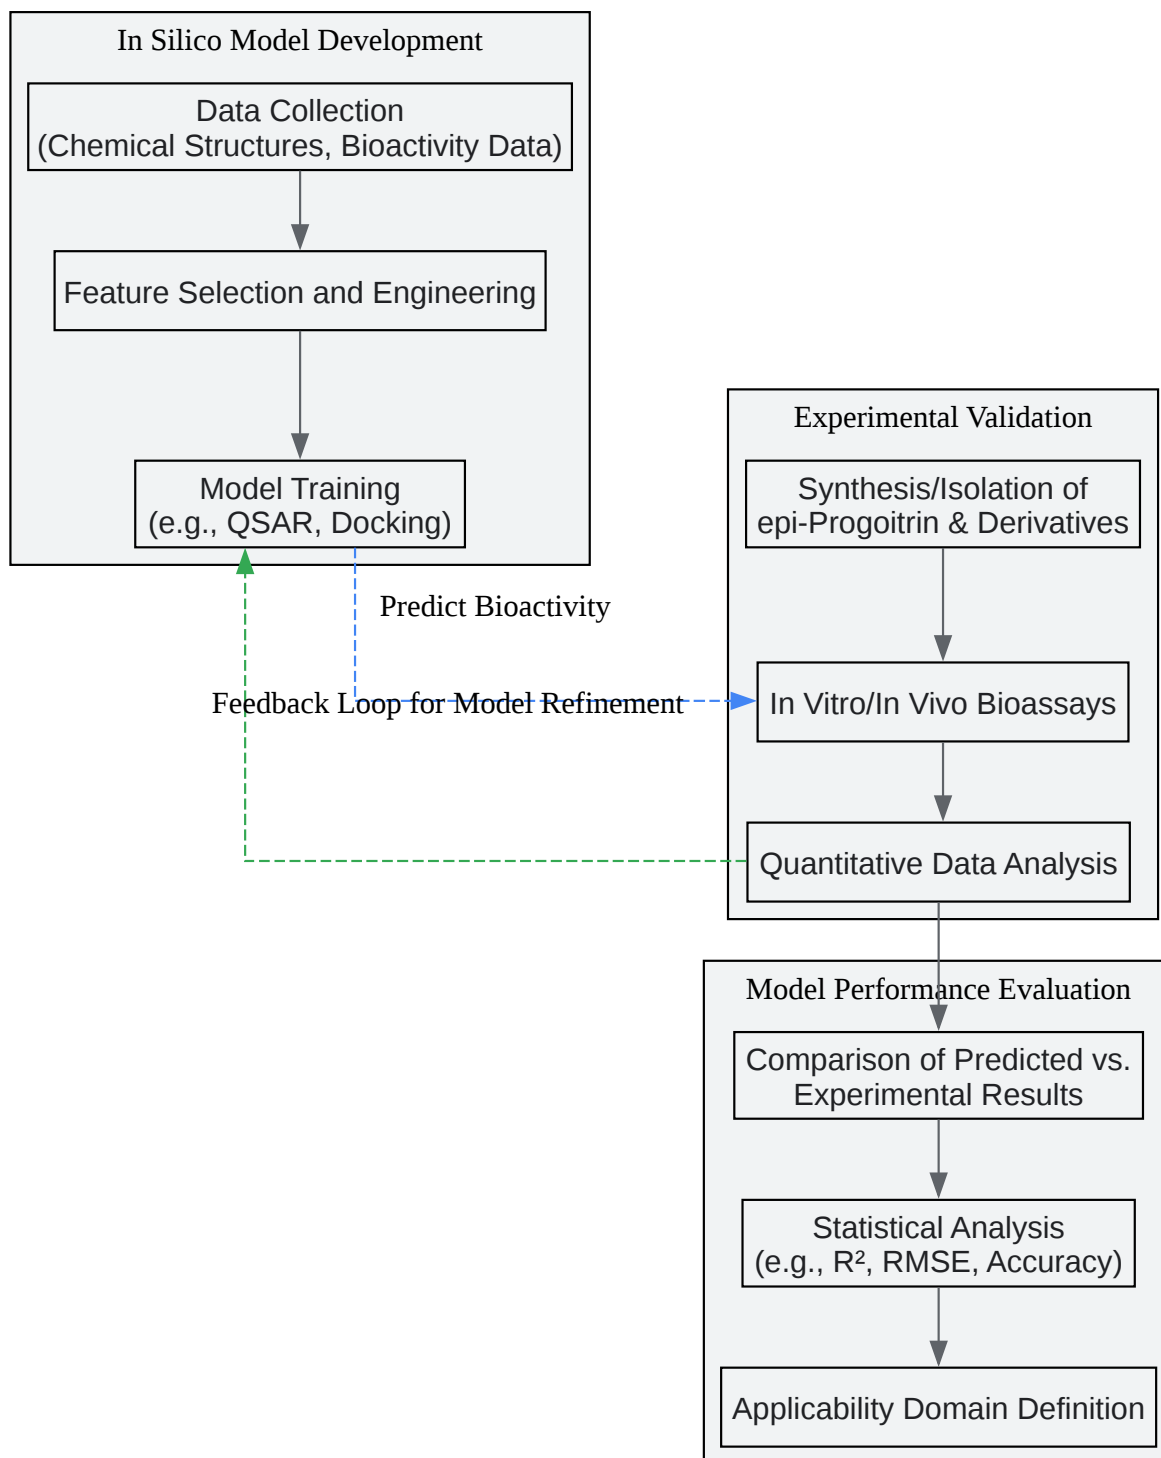 In Silico Model Development
Data Collection
(Chemical Structures, Bioactivity Data)
Feature Selection and Engineering
Model Training
(e.g., QSAR, Docking)
Predict Bioactivity
Feedback Loop for Model Refinement
Experimental Validation
Synthesis/Isolation of
epi-Progoitrin & Derivatives
In Vitro/In Vivo Bioassays
Quantitative Data Analysis
Model Performance Evaluation
Comparison of Predicted vs.
Experimental Results
Statistical Analysis
(e.g., R², RMSE, Accuracy)
Applicability Domain Definition